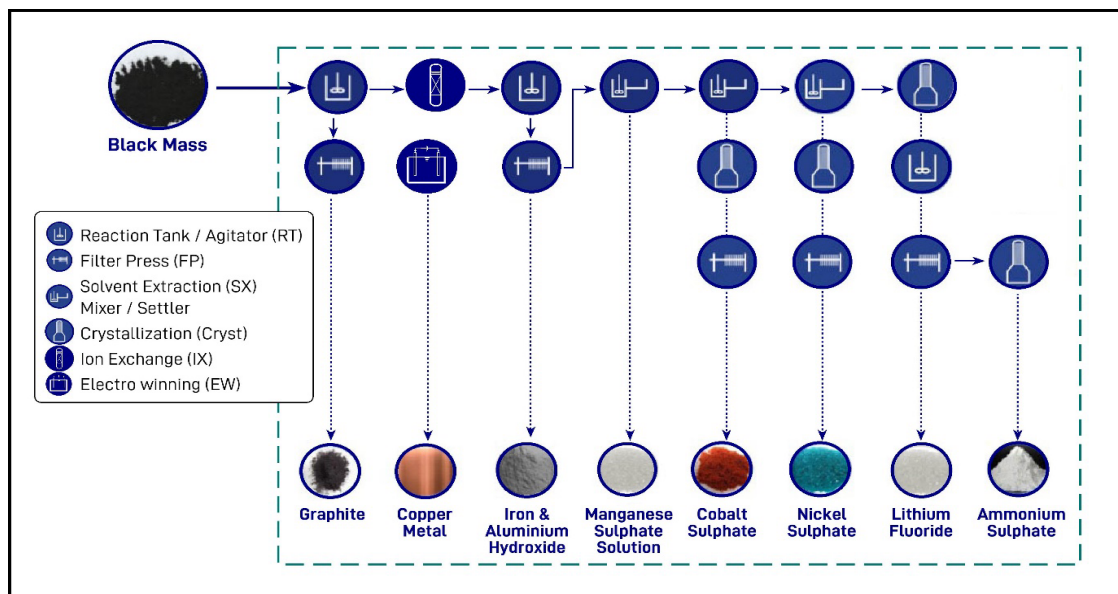 Black Mass
Reaction Tank / Agitator (RT)
Filter Press (FP)
Solvent Extraction (SX)
Mixer / Settler
Crystallization (Cryst)
Ion Exchange (IX)
Electro winning (EW)
Graphite
Copper
Metal
Iron &
Aluminium
Hydroxide
Manganese
Sulphate
Solution
Cobalt
Sulphate
Nickel
Sulphate
Lithium
Fluoride
Ammonium
Sulphate